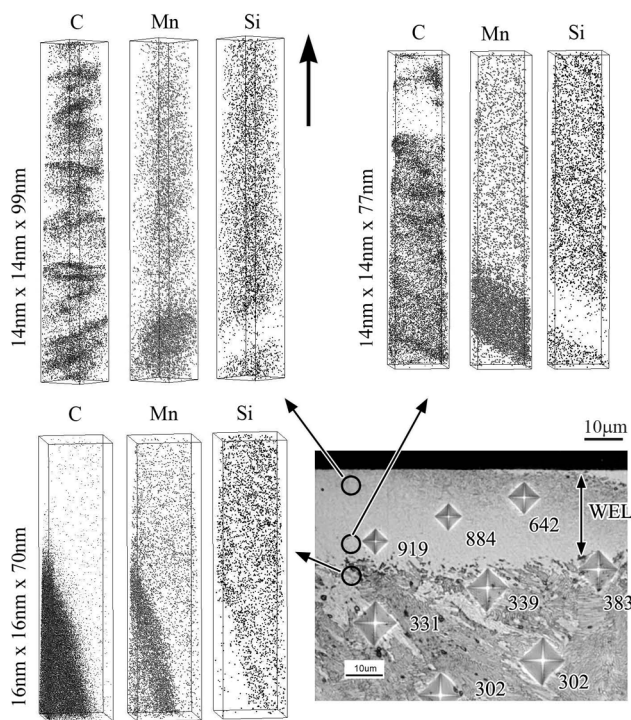 C Mn Si
14nm x 14nm x 99nm
C Mn Si
14nm x 14nm x 77nm
C Mn Si
16nm x 16nm x 70nm
10μm
WEL
642
884
919
383
339
331
302
302
10um